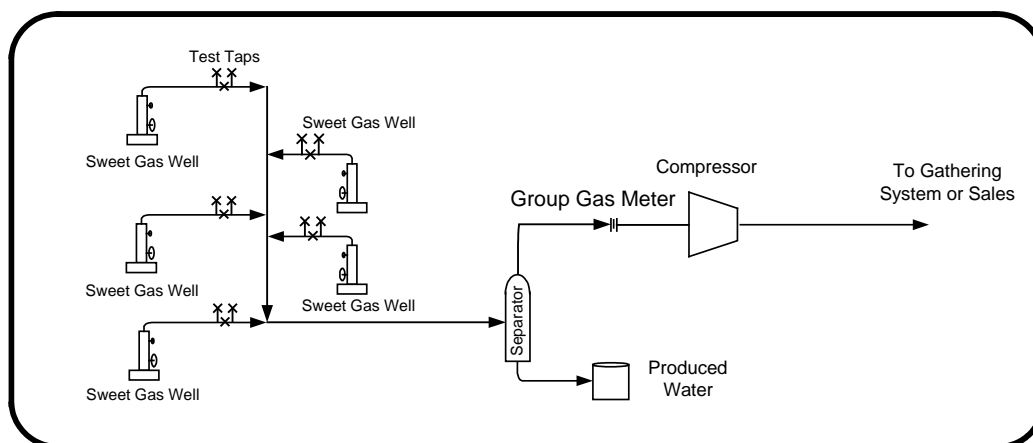 Test Taps
Sweet Gas Well
Sweet Gas Well
Compressor
To Gathering
System or Sales
Group Gas Meter
Sweet Gas Well
Sweet Gas Well
Separator
Produced
Water
Sweet Gas Well